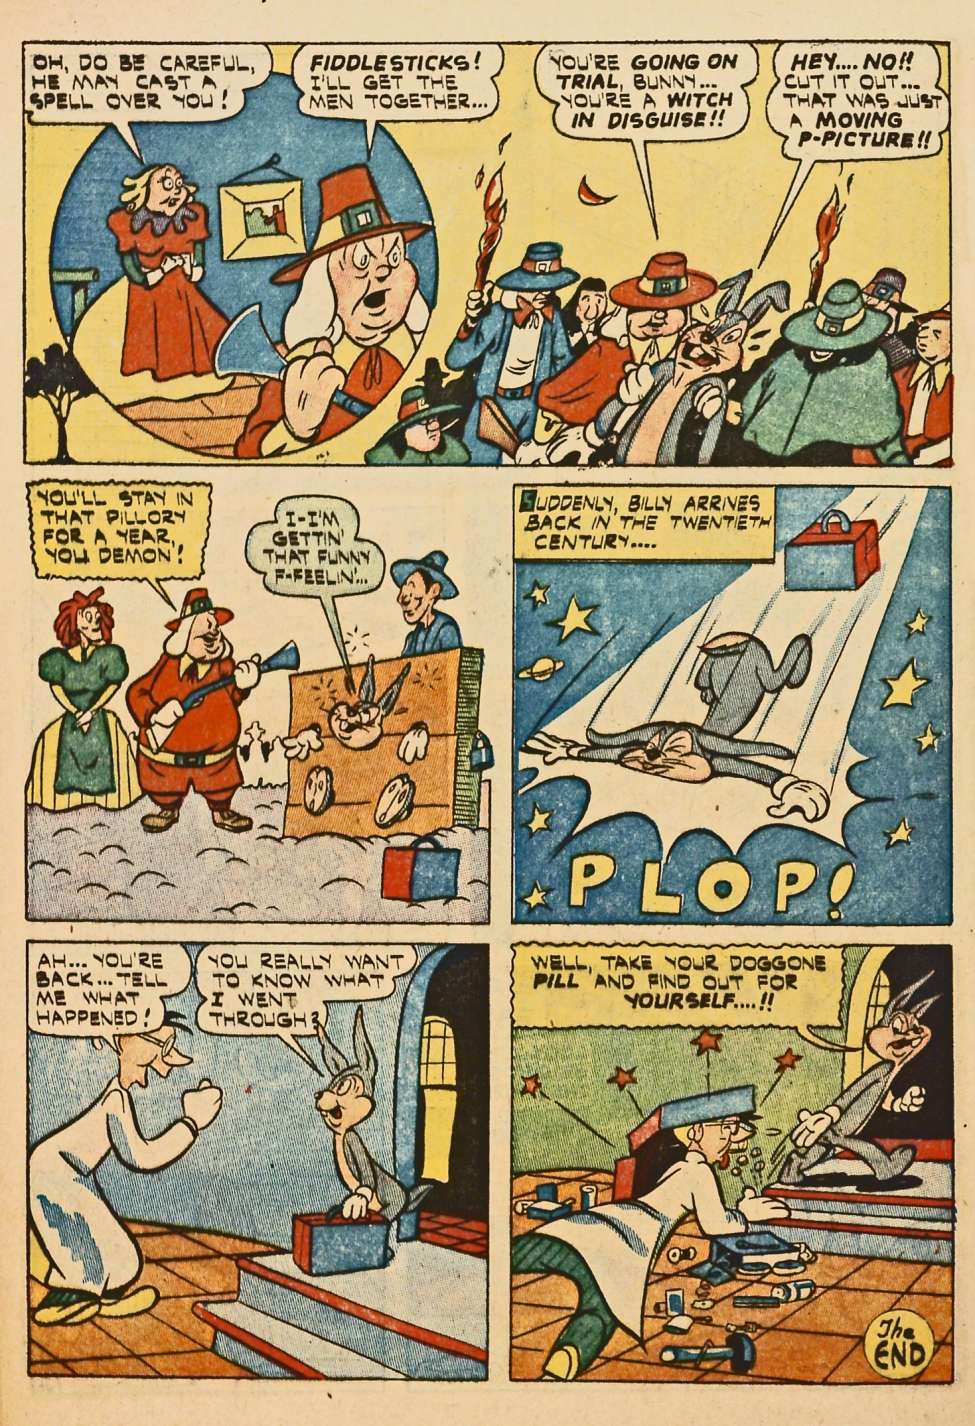 OH, DO BE CAREFUL,
HE MAY CAST A
SPELL OVER YOU!
FIDDLESTICKS!
I'LL GET THE
MEN TOGETHER...
YOU'RE GOING ON
TRIAL, BUNNY...
YOU'RE A WITCH
IN DISGUISE!!
HEY....NO!!
CUT IT OUT...
THAT WAS JUST
A MOVING
P-PICTURE!!
YOU'LL STAY IN
THAT PILLORY
FOR A YEAR,
YOU DEMON!
I-I'M
GETTIN'
THAT FUNNY
F-FEELIN'...
SUDDENLY, BILLY ARRIVES
BACK IN THE TWENTIETH
CENTURY....
PLOP!
AH...YOU'RE
BACK...TELL
ME WHAT
HAPPENED!
YOU REALLY WANT
TO KNOW WHAT
I WENT
THROUGH?
WELL, TAKE YOUR DOGGONE
PILL AND FIND OUT FOR
YOURSELF....!!
The
END